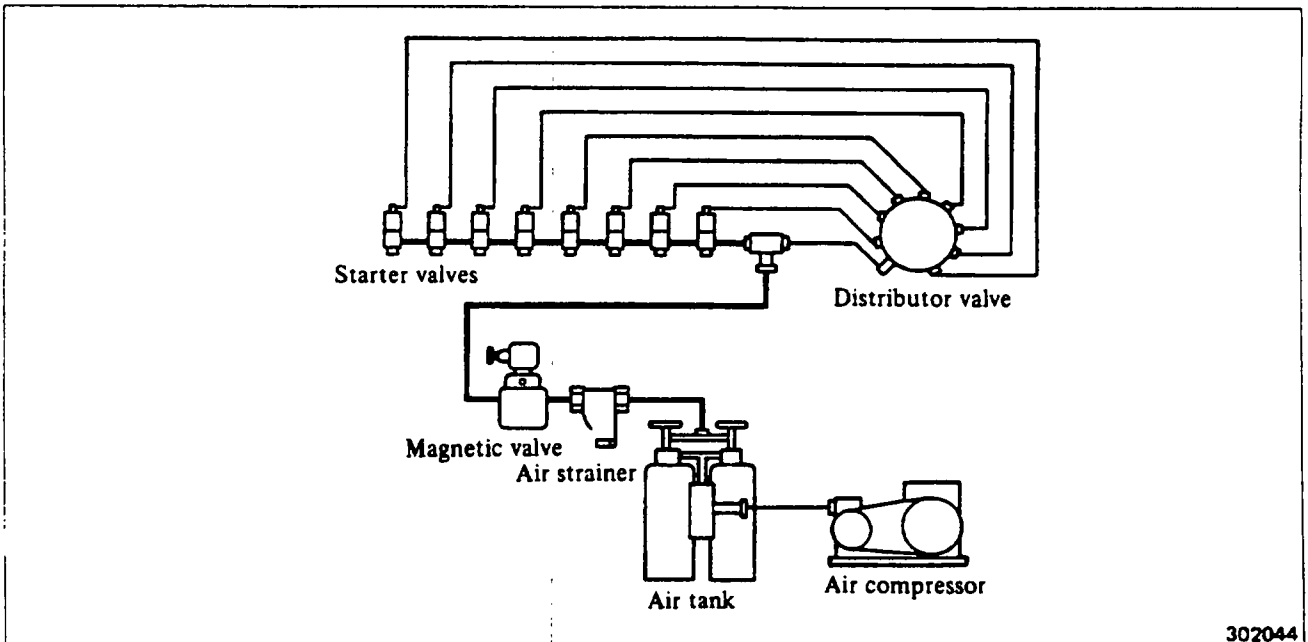 Starter valves
Distributor valve
Magnetic valve
Air strainer
Air tank
Air compressor
302044